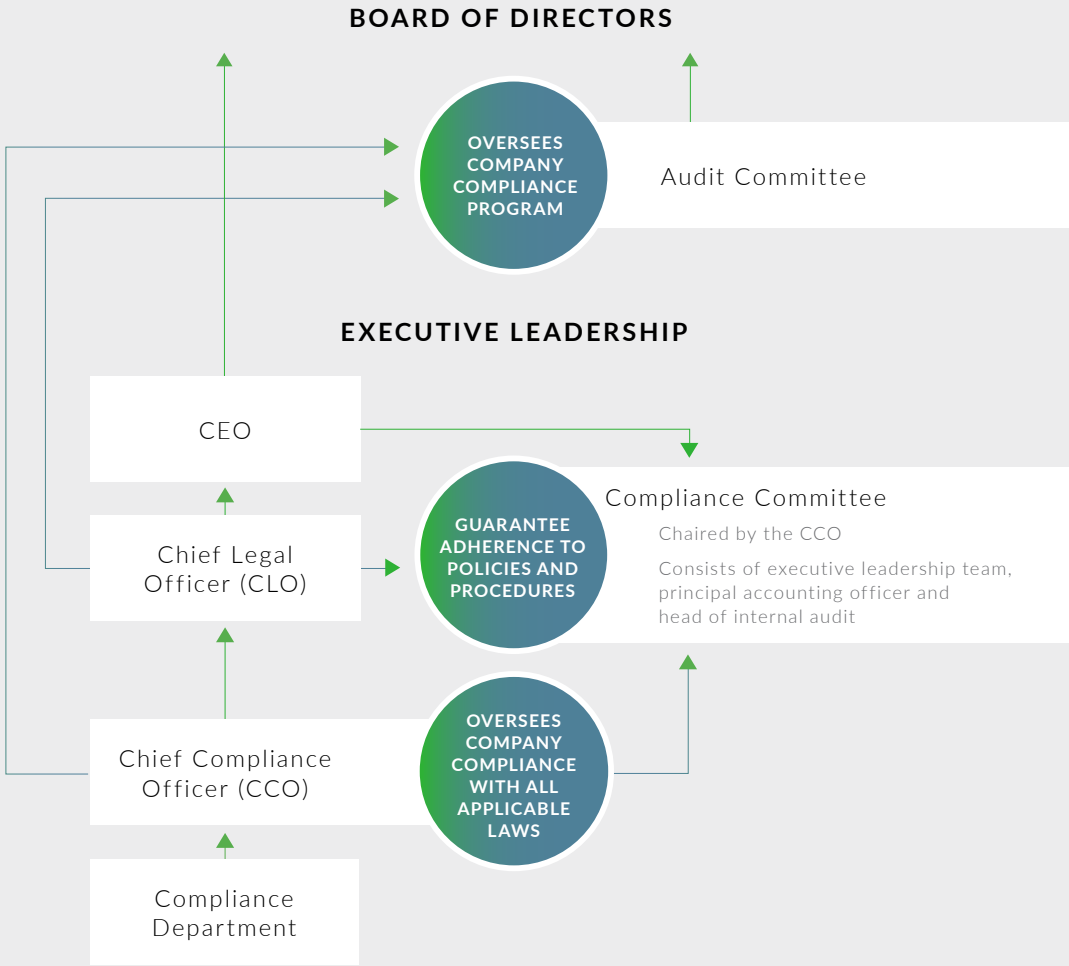 BOARD OF DIRECTORS
OVERSEES
COMPANY
COMPLIANCE
PROGRAM
Audit Committee
EXECUTIVE LEADERSHIP
CEO
Chief Legal
Officer (CLO)
GUARANTEE
ADHERENCE TO
POLICIES AND
PROCEDURES
Compliance Committee
Chaired by the CCO
Consists of executive leadership team,
principal accounting officer and
head of internal audit
Chief Compliance
Officer (CCO)
OVERSEES
COMPANY
COMPLIANCE
WITH ALL
APPLICABLE
LAWS
Compliance
Department